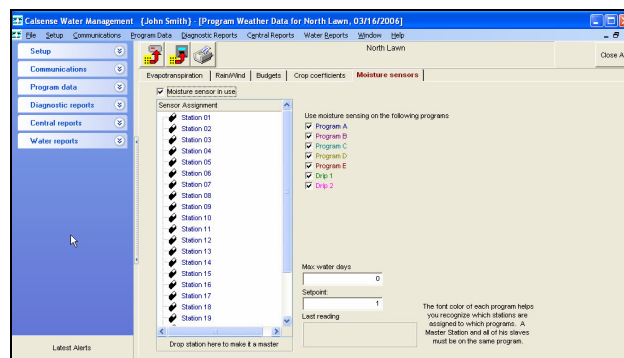 Calsense Water Management {John Smith} - [Program Weather Data for North Lawn, 03/16/2006]
File Setup Communications Program Data Diagnostic Reports Central Reports Water Reports Window Help
North Lawn
Close A
Setup
Communications
Program data
Diagnostic reports
Central reports
Water reports
Latest Alerts
Evapotranspiration Rain/Wind Budgets Crop coefficients Moisture sensors
Moisture sensor in use
Sensor Assignment
Station 01
Station 02
Station 03
Station 04
Station 05
Station 06
Station 07
Station 08
Station 09
Station 10
Station 11
Station 12
Station 13
Station 14
Station 15
Station 16
Station 17
Station 18
Station 19
Drop station here to make it a master
Use moisture sensing on the following programs
Program A
Program B
Program C
Program D
Program E
Drip 1
Drip 2
Max water days
0
Setpoint:
1
Last reading
The font color of each program helps
you recognize which stations are
assigned to which programs. A
Master Station and all of his slaves
must be on the same program.